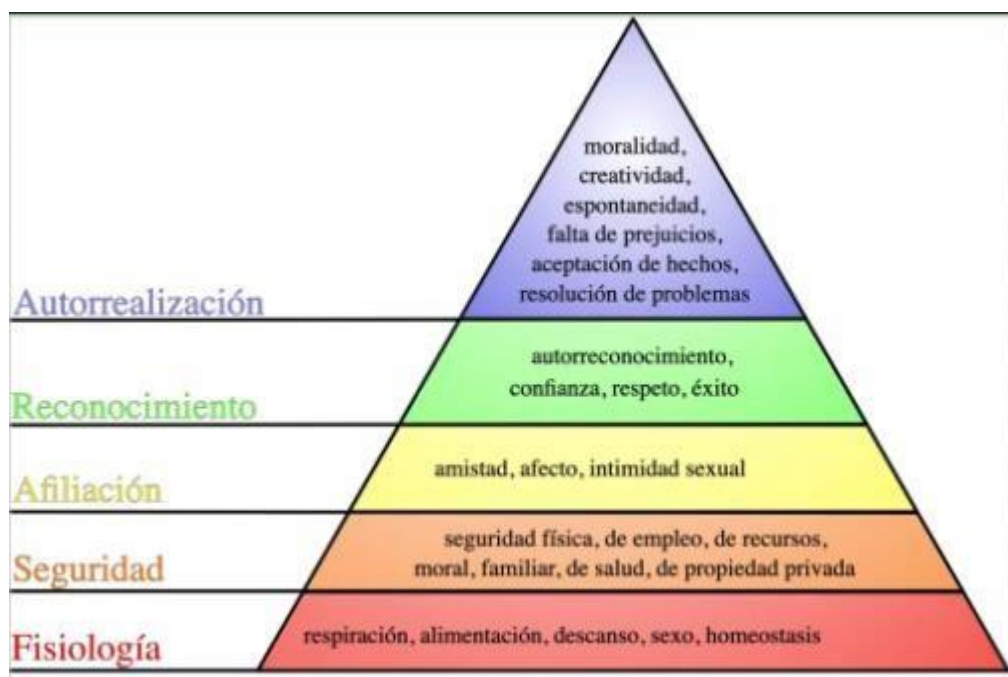 moralidad,
creatividad,
espontaneidad,
falta de prejuicios,
aceptación de hechos,
resolución de problemas
Autorrealización
autorreconocimiento,
confianza, respeto, éxito
Reconocimiento
amistad, afecto, intimidad sexual
Afiliación
seguridad física, de empleo, de recursos,
moral, familiar, de salud, de propiedad privada
Seguridad
respiración, alimentación, descanso, sexo, homeostasis
Fisiología